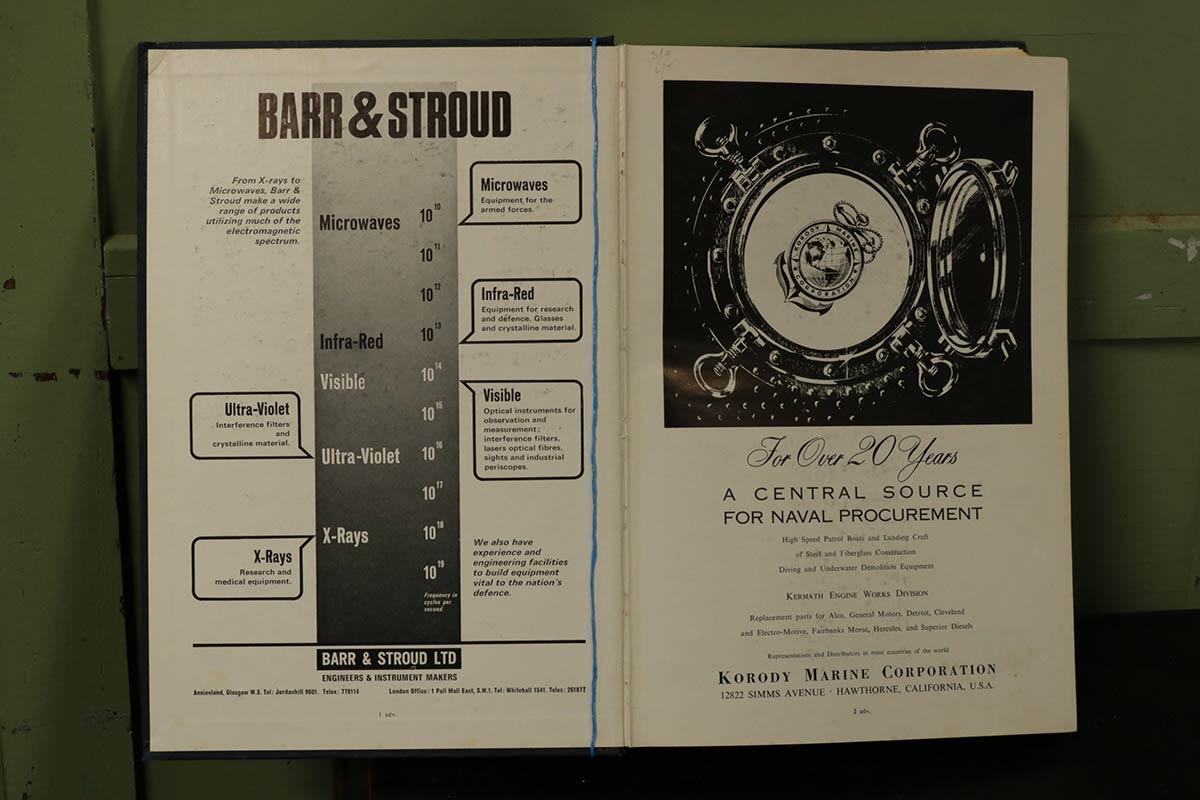 BARR & STROUD
From X-rays to
Microwaves, Barr &
Stroud make a wide
range of products
utilizing much of the
electromagnetic
spectrum.
Microwaves
Equipment for the
armed forces.
Microwaves 10¹⁰
10¹¹
10¹²
Infra-Red
Equipment for research
and defence. Glasses
and crystalline material.
Infra-Red 10¹³
Visible 10¹⁴
Visible
Optical instruments for
observation and
measurement;
interference filters,
lasers optical fibres,
sights and industrial
periscopes.
10¹⁵
Ultra-Violet
Interference filters
and
crystalline material.
Ultra-Violet 10¹⁶
10¹⁷
X-Rays 10¹⁸
X-Rays
Research and
medical equipment.
10¹⁹
Frequency in
cycles per
second.
We also have
experience and
engineering facilities
to build equipment
vital to the nation's
defence.
BARR & STROUD LTD
ENGINEERS & INSTRUMENT MAKERS
Anniesland, Glasgow W.3. Tel: Jordanhill 9601. Telex: 778114 London Office: 1 Pall Mall East, S.W.1. Tel: Whitehall 1541. Telex: 261877
1 adv.
KORODY MARINE
CORPORATION
For Over 20 Years
A CENTRAL SOURCE
FOR NAVAL PROCUREMENT
High Speed Patrol Boats and Landing Craft
of Steel and Fiberglass Construction
Diving and Underwater Demolition Equipment
KERMATH ENGINE WORKS DIVISION
Replacement parts for Alco, General Motors, Detroit, Cleveland
and Electro-Motive, Fairbanks Morse, Hercules, and Superior Diesels
Representatives and Distributors in most countries of the world
KORODY MARINE CORPORATION
12822 SIMMS AVENUE · HAWTHORNE, CALIFORNIA, U.S.A.
2 adv.